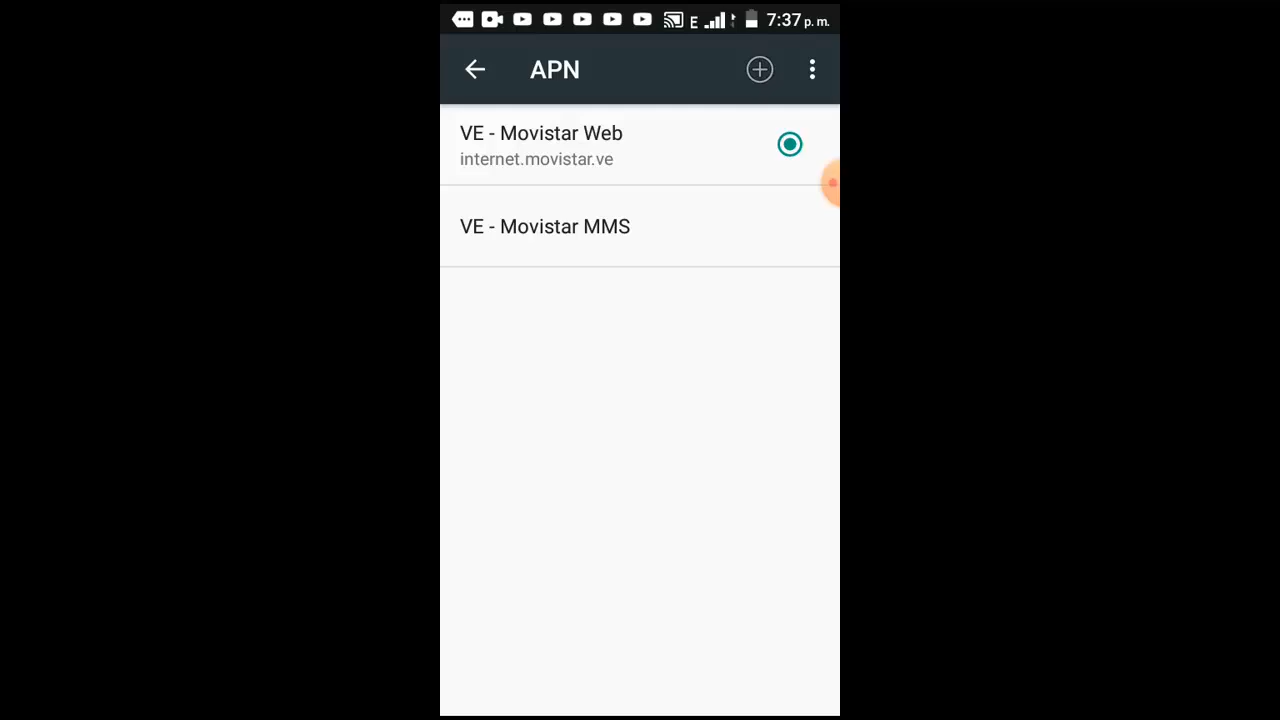 E 7:37 p. m.
APN
VE - Movistar Web
internet.movistar.ve
VE - Movistar MMS